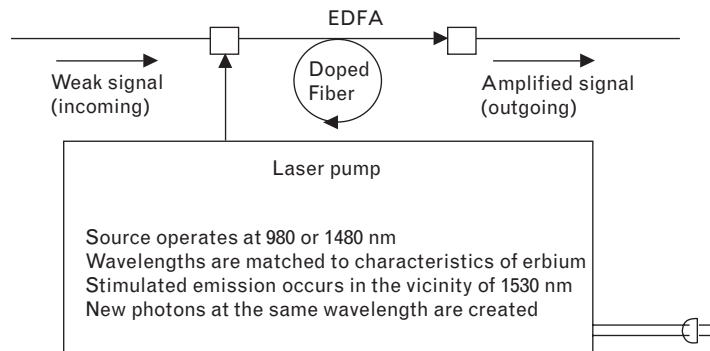 EDFA
Weak signal
(incoming)
Doped
Fiber
Amplified signal
(outgoing)
Laser pump
Source operates at 980 or 1480 nm
Wavelengths are matched to characteristics of erbium
Stimulated emission occurs in the vicinity of 1530 nm
New photons at the same wavelength are created